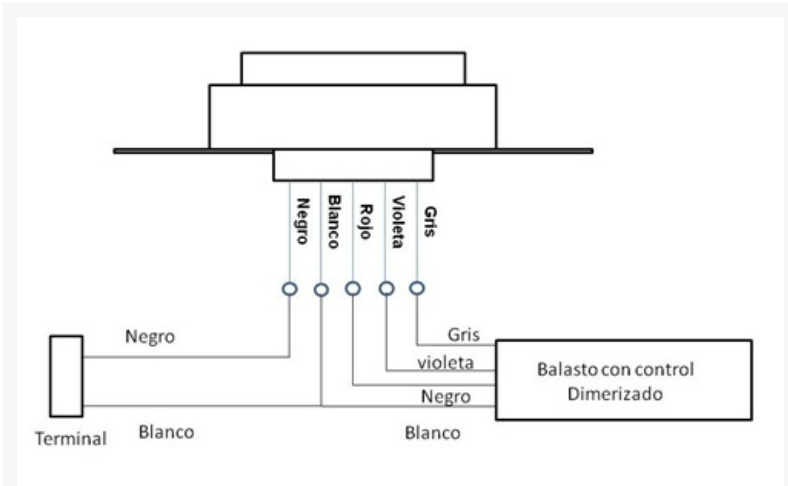 Negro
Blanco
Rojo
Violeta
Gris
Negro
Gris
violeta
Negro
Blanco
Balasto con control
Dimerizado
Terminal
Blanco